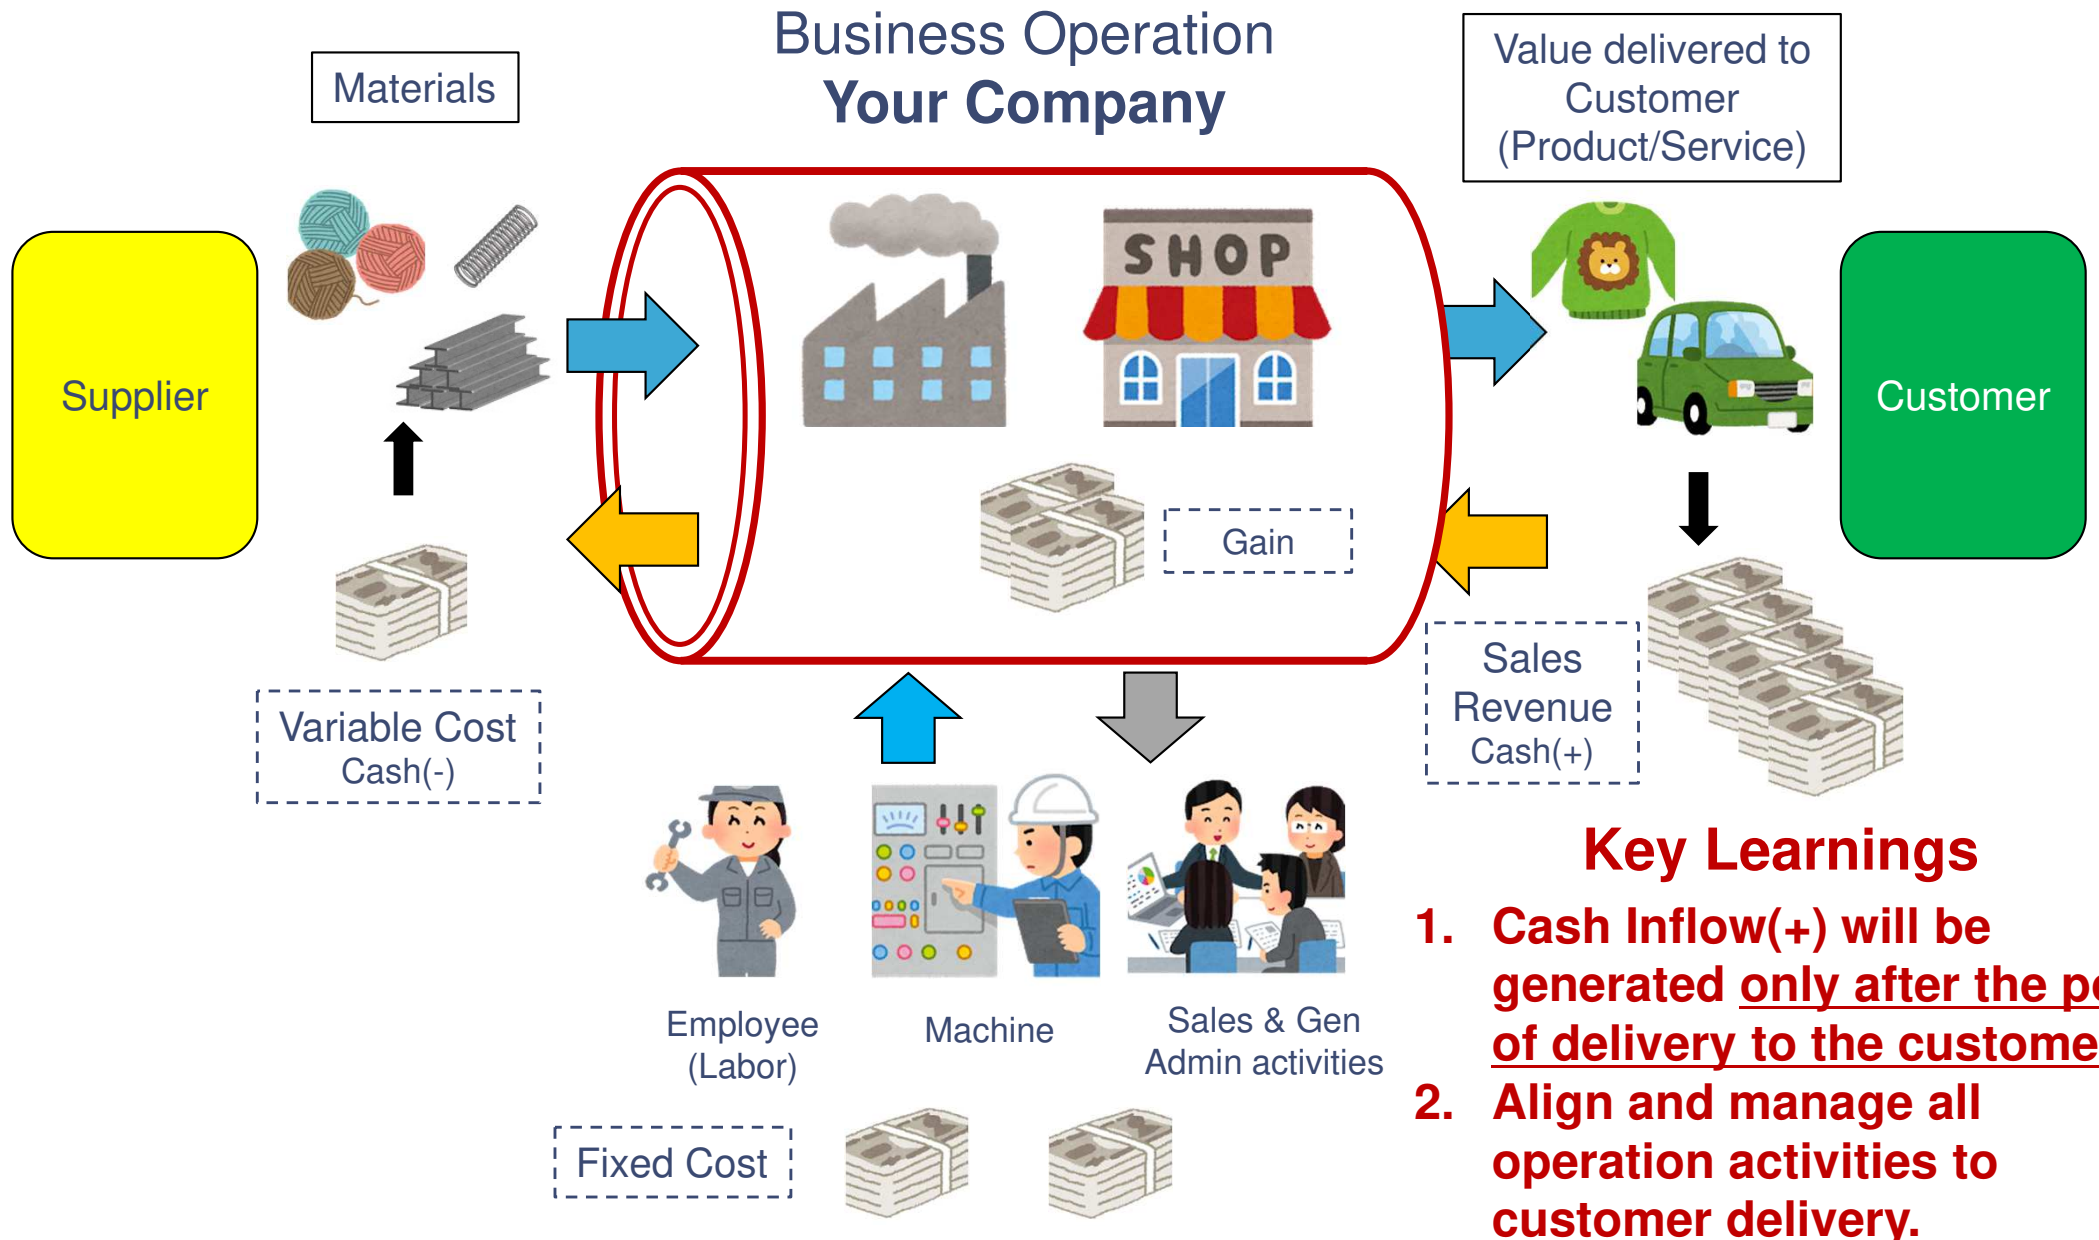 Business Operation
Your Company
Materials
Value delivered to
Customer
(Product/Service)
SHOP
Supplier
Customer
Gain
Variable Cost
Cash(-)
Sales
Revenue
Cash(+)
Employee
(Labor)
Machine
Sales & Gen
Admin activities
Fixed Cost
Key Learnings
1. Cash Inflow(+) will be
generated only after the
of delivery to the
2. Align and manage all
operation activities to
customer delivery.